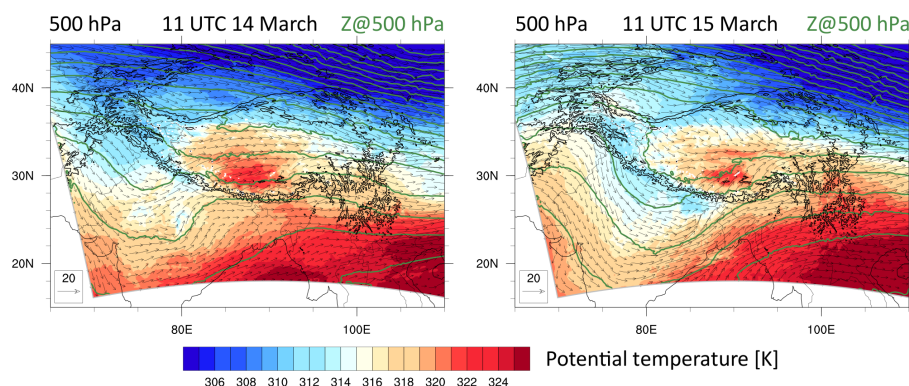 500 hPa 11 UTC 14 March Z@500 hPa
500 hPa 11 UTC 15 March Z@500 hPa
40N
30N
20N
20
80E 100E
40N
30N
20N
20
80E 100E
306 308 310 312 314 316 318 320 322 324
Potential temperature [K]